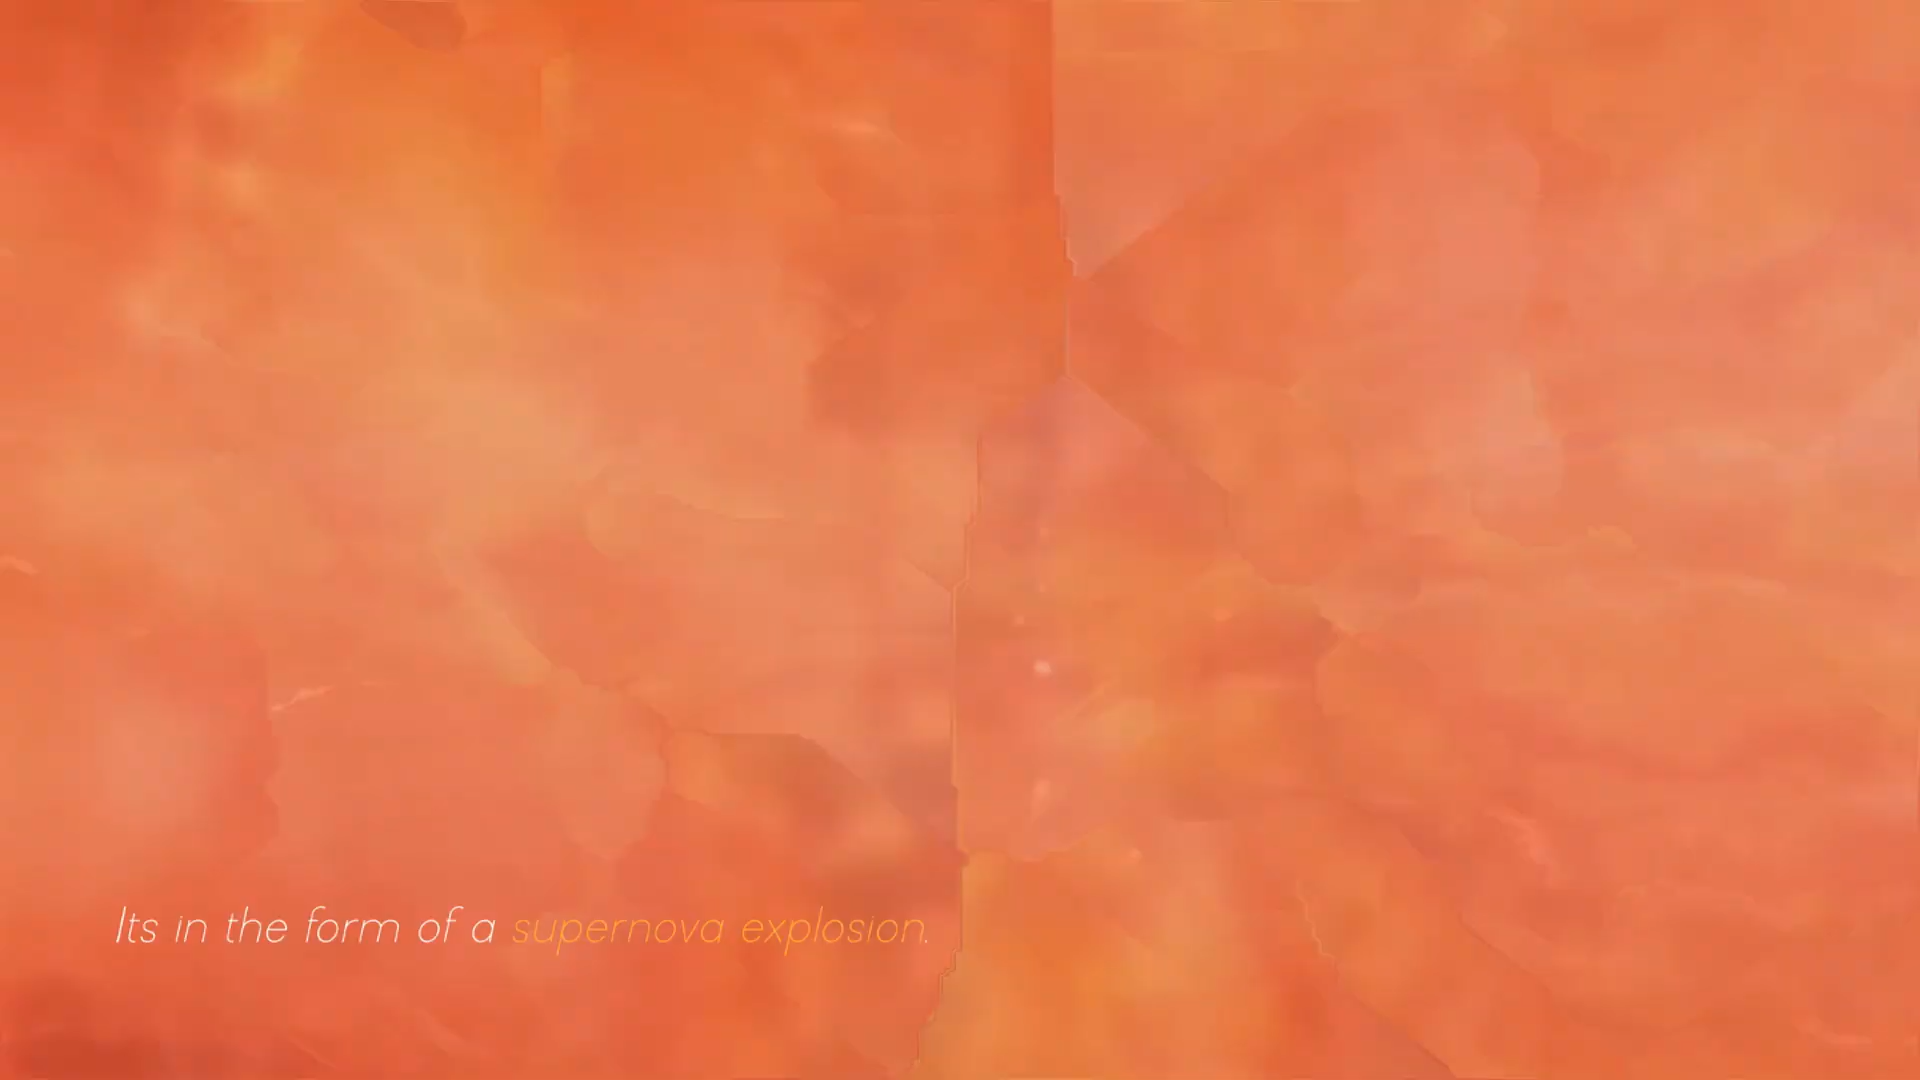 Its in the form of a supernova explosion.